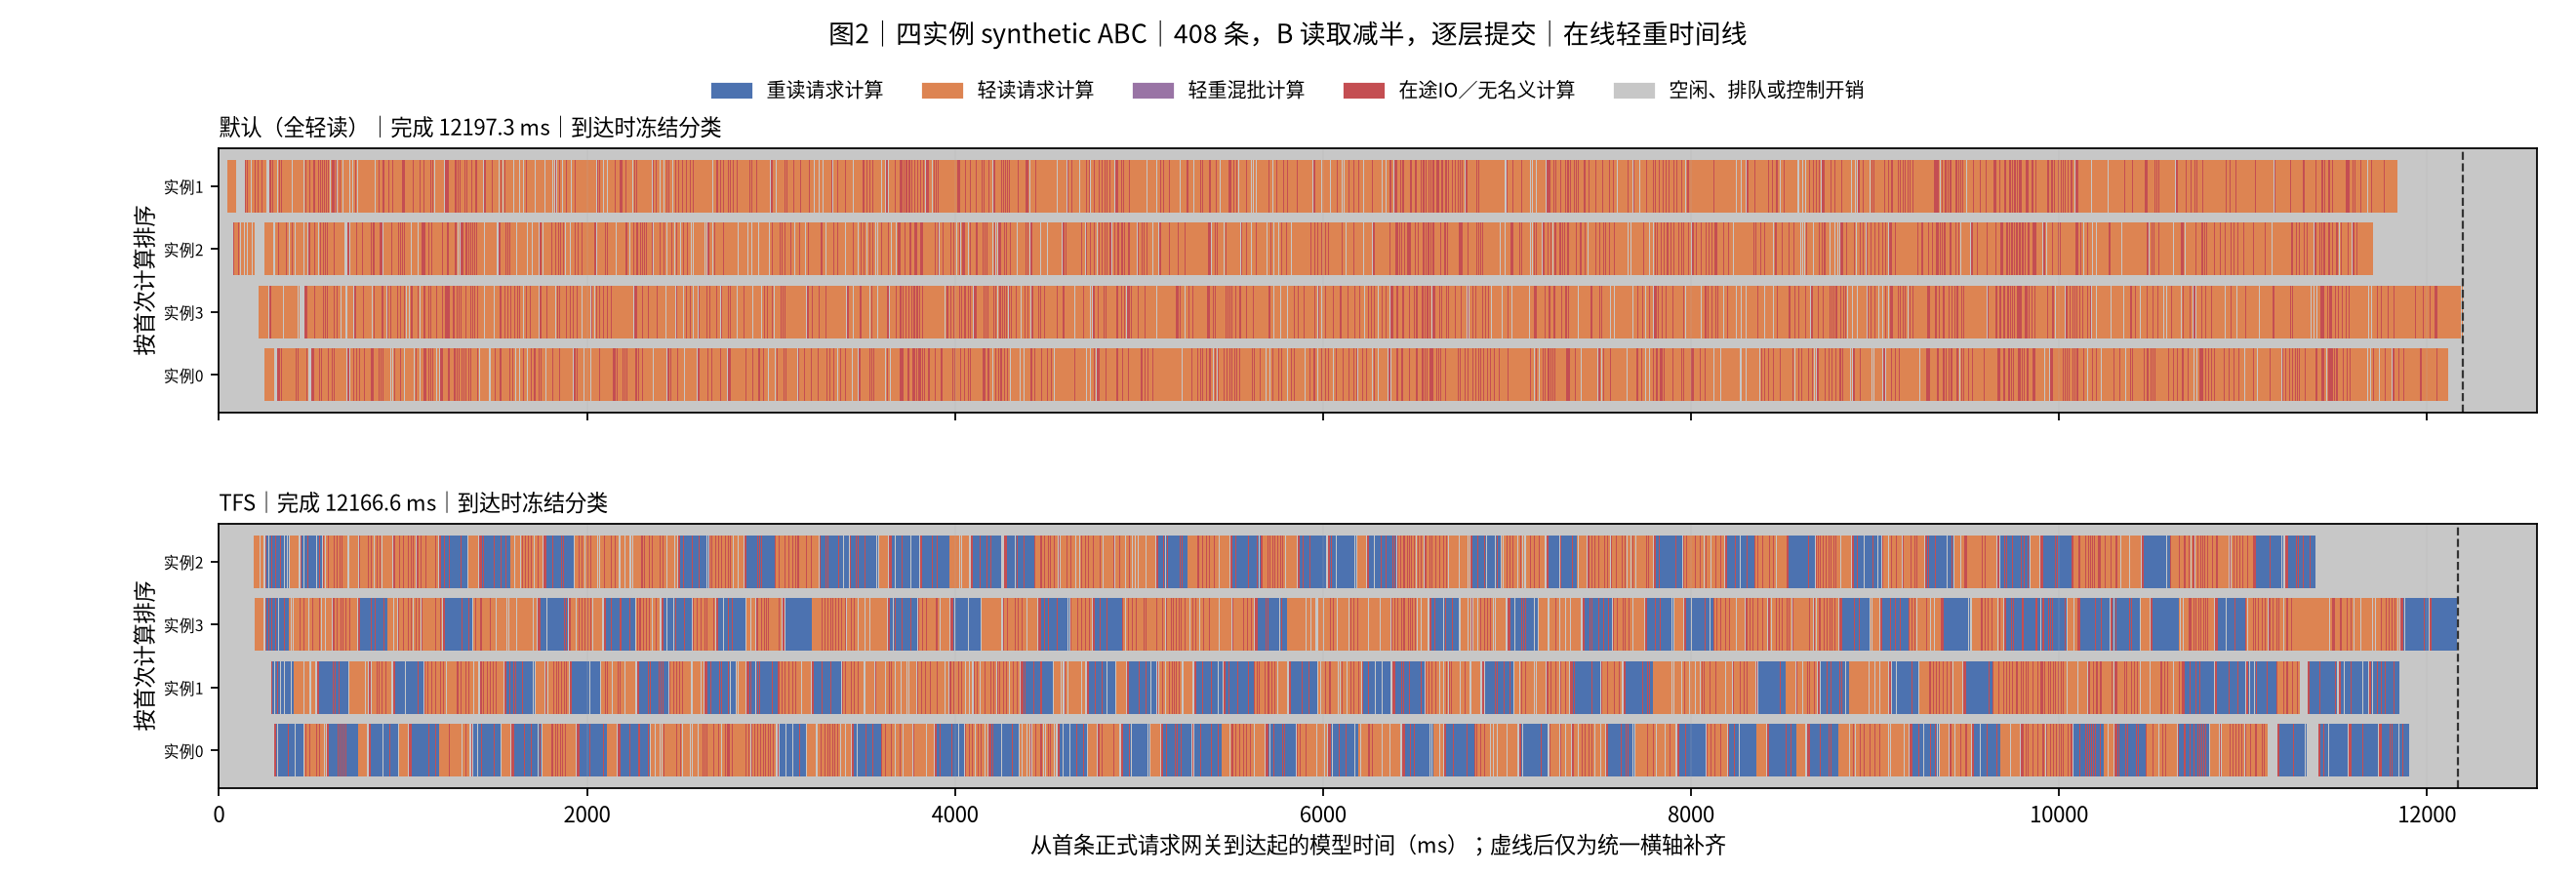 图2｜四实例 synthetic ABC｜408 条，B 读取减半，逐层提交｜在线轻重时间线
重读请求计算 轻读请求计算 轻重混批计算 在途IO／无名义计算 空闲、排队或控制开销
默认（全轻读）｜完成 12197.3 ms｜到达时冻结分类
按首次计算排序
实例1
实例2
实例3
实例0
TFS｜完成 12166.6 ms｜到达时冻结分类
按首次计算排序
实例2
实例3
实例1
实例0
0 2000 4000 6000 8000 10000 12000
从首条正式请求网关到达起的模型时间（ms）；虚线后仅为统一横轴补齐